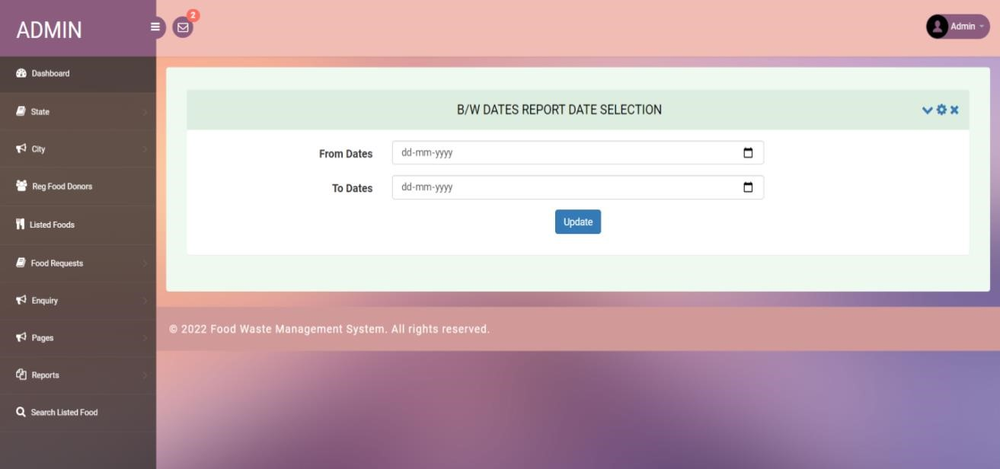 ADMIN
2
Admin
Dashboard
State
City
Reg Food Donors
Listed Foods
Food Requests
Enquiry
Pages
Reports
Search Listed Food
B/W DATES REPORT DATE SELECTION
From Dates dd-mm-yyyy
To Dates dd-mm-yyyy
Update
© 2022 Food Waste Management System. All rights reserved.